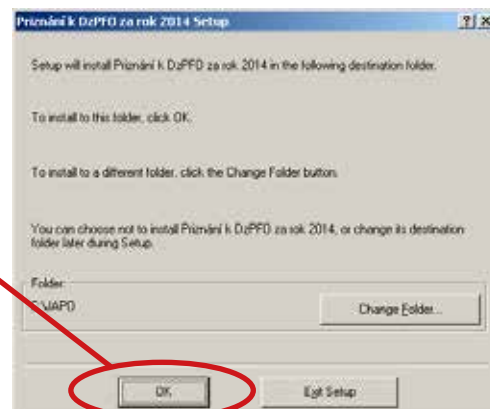 Priznání k DzPFO za rok 2014 Setup
Setup will install Priznání k DzPFO za rok 2014 in the following destination folder.
To install to this folder, click OK.
To install to a different folder, click the Change Folder button.
You can choose not to install Priznání k DzPFO za rok 2014, or change its destination
folder later during Setup.
Folder:
Change Folder...
OK
Exit Setup